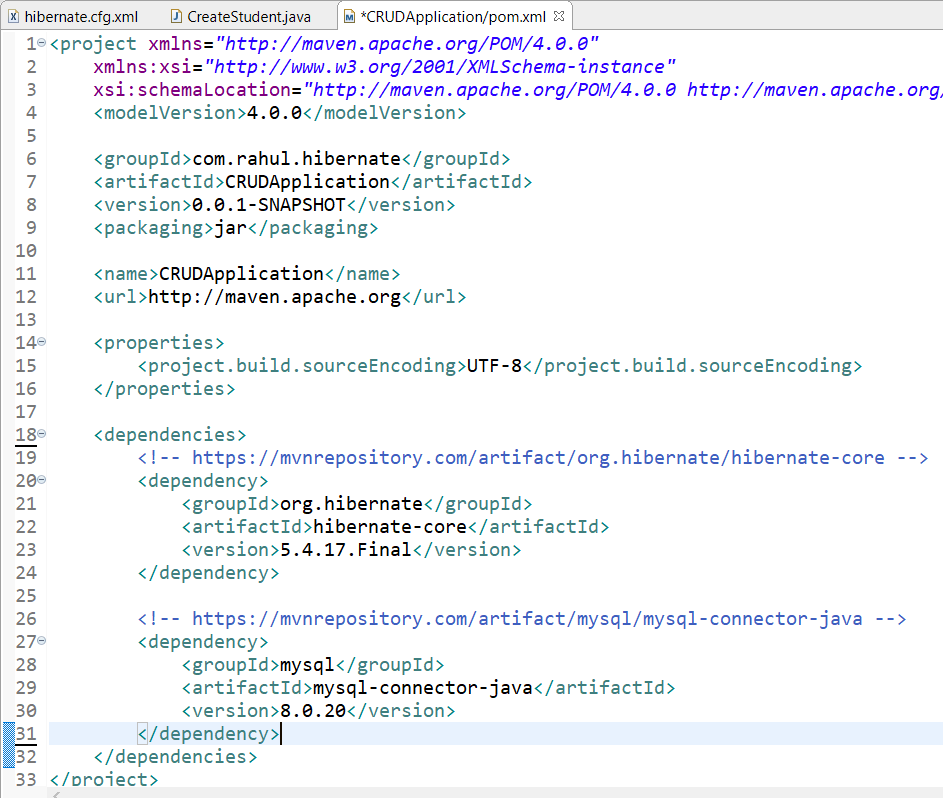 hibernate.cfg.xml CreateStudent.java *CRUDApplication/pom.xml
1 <project xmlns="http://maven.apache.org/POM/4.0.0"
2 xmlns:xsi="http://www.w3.org/2001/XMLSchema-instance"
3 xsi:schemaLocation="http://maven.apache.org/POM/4.0.0 http://maven.apache.org/
4 <modelVersion>4.0.0</modelVersion>
5
6 <groupId>com.rahul.hibernate</groupId>
7 <artifactId>CRUDApplication</artifactId>
8 <version>0.0.1-SNAPSHOT</version>
9 <packaging>jar</packaging>
10
11 <name>CRUDApplication</name>
12 <url>http://maven.apache.org</url>
13
14 <properties>
15 <project.build.sourceEncoding>UTF-8</project.build.sourceEncoding>
16 </properties>
17
18 <dependencies>
19 <!-- https://mvnrepository.com/artifact/org.hibernate/hibernate-core -->
20 <dependency>
21 <groupId>org.hibernate</groupId>
22 <artifactId>hibernate-core</artifactId>
23 <version>5.4.17.Final</version>
24 </dependency>
25
26 <!-- https://mvnrepository.com/artifact/mysql/mysql-connector-java -->
27 <dependency>
28 <groupId>mysql</groupId>
29 <artifactId>mysql-connector-java</artifactId>
30 <version>8.0.20</version>
31 </dependency>
32 </dependencies>
33 </project>